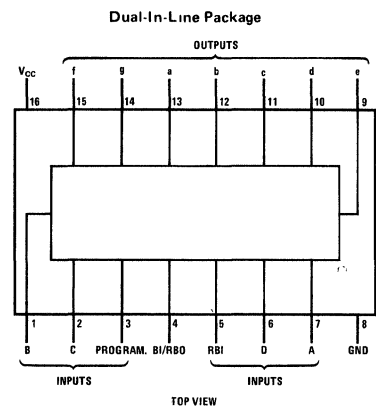 Dual-In-Line Package
OUTPUTS
VCC f g a b c d e
16 15 14 13 12 11 10 9
1 2 3 4 5 6 7 8
B C PROGRAM. BI/RBO RBI D A GND
INPUTS INPUTS
TOP VIEW